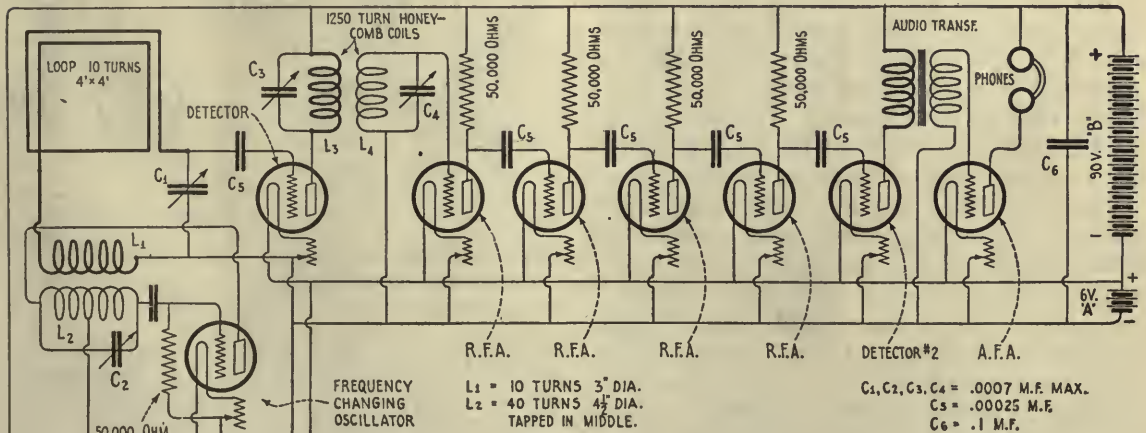 1250 TURN HONEY-
COMB COILS
AUDIO TRANSF.
LOOP 10 TURNS
4'×4'
DETECTOR
C3
L3
L4
C4
50,000 OHMS
50,000 OHMS
50,000 OHMS
50,000 OHMS
PHONES
+
90V. "B"
−
C1
C5
C5
C5
C5
C5
C6
L1
L2
C2
+
6V.
"A"
−
R.F.A.
R.F.A.
R.F.A.
R.F.A.
DETECTOR #2
A.F.A.
FREQUENCY
CHANGING
OSCILLATOR
50,000 OHM
L1 = 10 TURNS 3" DIA.
L2 = 40 TURNS 4½" DIA.
TAPPED IN MIDDLE.
C1, C2, C3, C4 = .0007 M.F. MAX.
C5 = .00025 M.F.
C6 = .1 M.F.